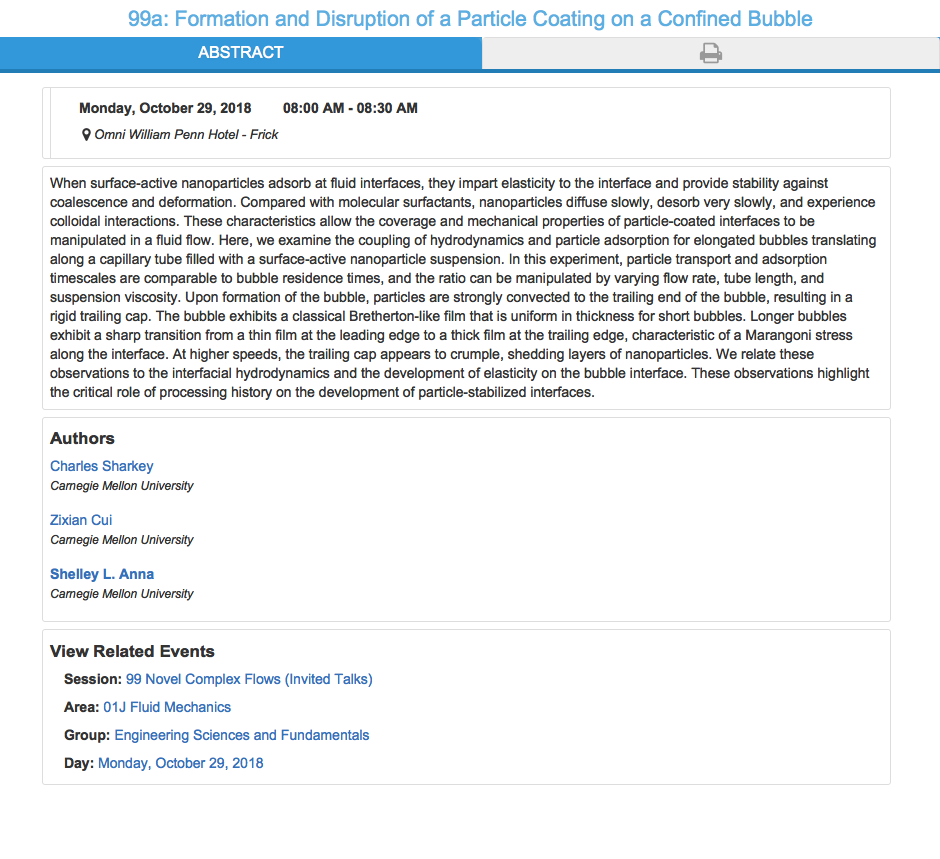 99a: Formation and Disruption of a Particle Coating on a Confined Bubble
ABSTRACT
Monday, October 29, 2018 08:00 AM - 08:30 AM
Omni William Penn Hotel - Frick
When surface-active nanoparticles adsorb at fluid interfaces, they impart elasticity to the interface and provide stability against
coalescence and deformation. Compared with molecular surfactants, nanoparticles diffuse slowly, desorb very slowly, and experience
colloidal interactions. These characteristics allow the coverage and mechanical properties of particle-coated interfaces to be
manipulated in a fluid flow. Here, we examine the coupling of hydrodynamics and particle adsorption for elongated bubbles translating
along a capillary tube filled with a surface-active nanoparticle suspension. In this experiment, particle transport and adsorption
timescales are comparable to bubble residence times, and the ratio can be manipulated by varying flow rate, tube length, and
suspension viscosity. Upon formation of the bubble, particles are strongly convected to the trailing end of the bubble, resulting in a
rigid trailing cap. The bubble exhibits a classical Bretherton-like film that is uniform in thickness for short bubbles. Longer bubbles
exhibit a sharp transition from a thin film at the leading edge to a thick film at the trailing edge, characteristic of a Marangoni stress
along the interface. At higher speeds, the trailing cap appears to crumple, shedding layers of nanoparticles. We relate these
observations to the interfacial hydrodynamics and the development of elasticity on the bubble interface. These observations highlight
the critical role of processing history on the development of particle-stabilized interfaces.
Authors
Charles Sharkey
Carnegie Mellon University
Zixian Cui
Carnegie Mellon University
Shelley L. Anna
Carnegie Mellon University
View Related Events
Session: 99 Novel Complex Flows (Invited Talks)
Area: 01J Fluid Mechanics
Group: Engineering Sciences and Fundamentals
Day: Monday, October 29, 2018